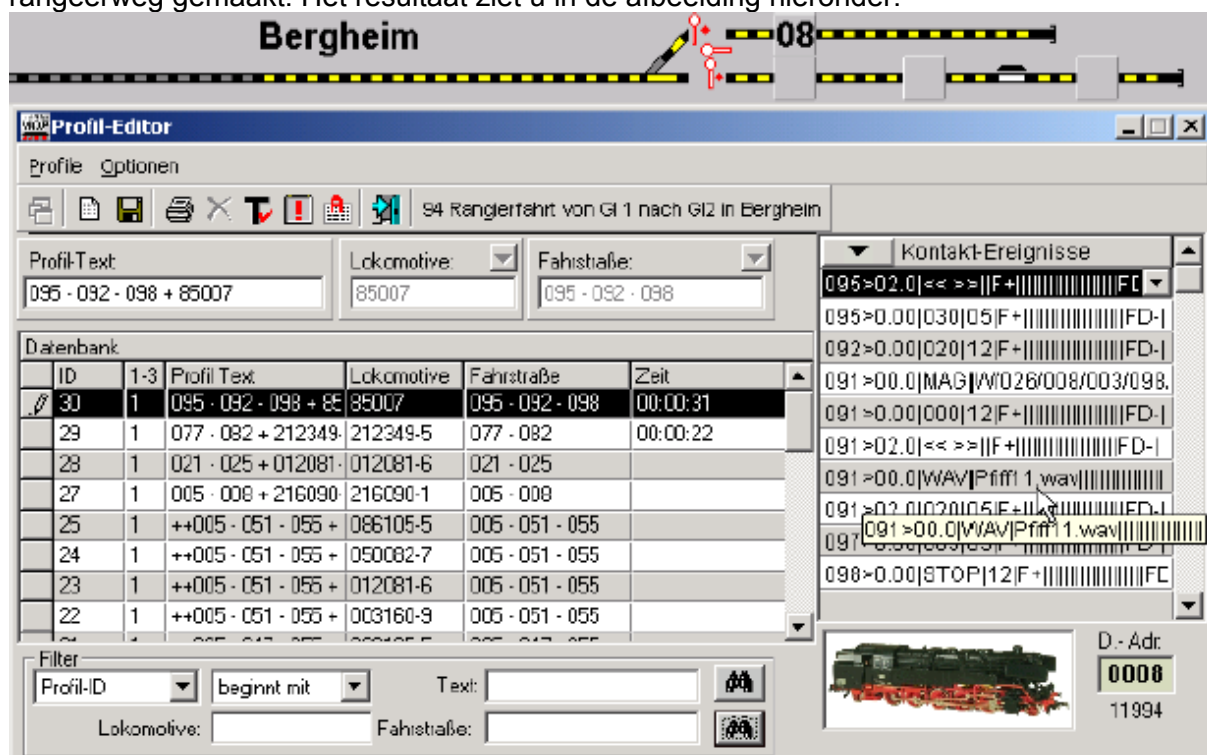 rangeerweg gemaakt. Het resultaat ziet u in de afbeelding hieronder.
Bergheim
08
Profil-Editor
Profile Optionen
94 Rangierfahrt von Gl 1 nach Gl2 in Bergheim
Profil-Text: Lokomotive: Fahrstraße:
095 - 092 - 098 + 85007 85007 095 - 092 - 098
Kontakt-Ereignisse
095>0.00|030|05|F+||||||||||||||||FD-|
092>0.00|020|12|F+||||||||||||||||FD-|
091>00.0|MAG|W026/008/003/098.
091>0.00|000|12|F+||||||||||||||||FD-|
091>02.0|<< >>||F+||||||||||||||||FD-|
091>00.0|WAV|Pfiff11.wav||||||||||||||
091>02.0|020|05|F+||||||||||||||||FD-|
091>00.0|WAV|Pfiff11.wav||||||||||||||||||
098>0.00|STOP|12|F+||||||||||||||||FD
Datenbank
ID 1-3 Profil Text Lokomotive Fahrstraße Zeit
30 1 095 - 092 - 098 + 85 85007 095 - 092 - 098 00:00:31
29 1 077 - 082 + 212349- 212349-5 077 - 082 00:00:22
28 1 021 - 025 + 012081- 012081-6 021 - 025
27 1 005 - 008 + 216090- 216090-1 005 - 008
25 1 ++005 - 051 - 055 + 086105-5 005 - 051 - 055
24 1 ++005 - 051 - 055 + 050082-7 005 - 051 - 055
23 1 ++005 - 051 - 055 + 012081-6 005 - 051 - 055
22 1 ++005 - 051 - 055 + 003160-9 005 - 051 - 055
Filter
Profil-ID beginnt mit Text:
Lokomotive: Fahrstraße:
D.- Adr.
0008
11994